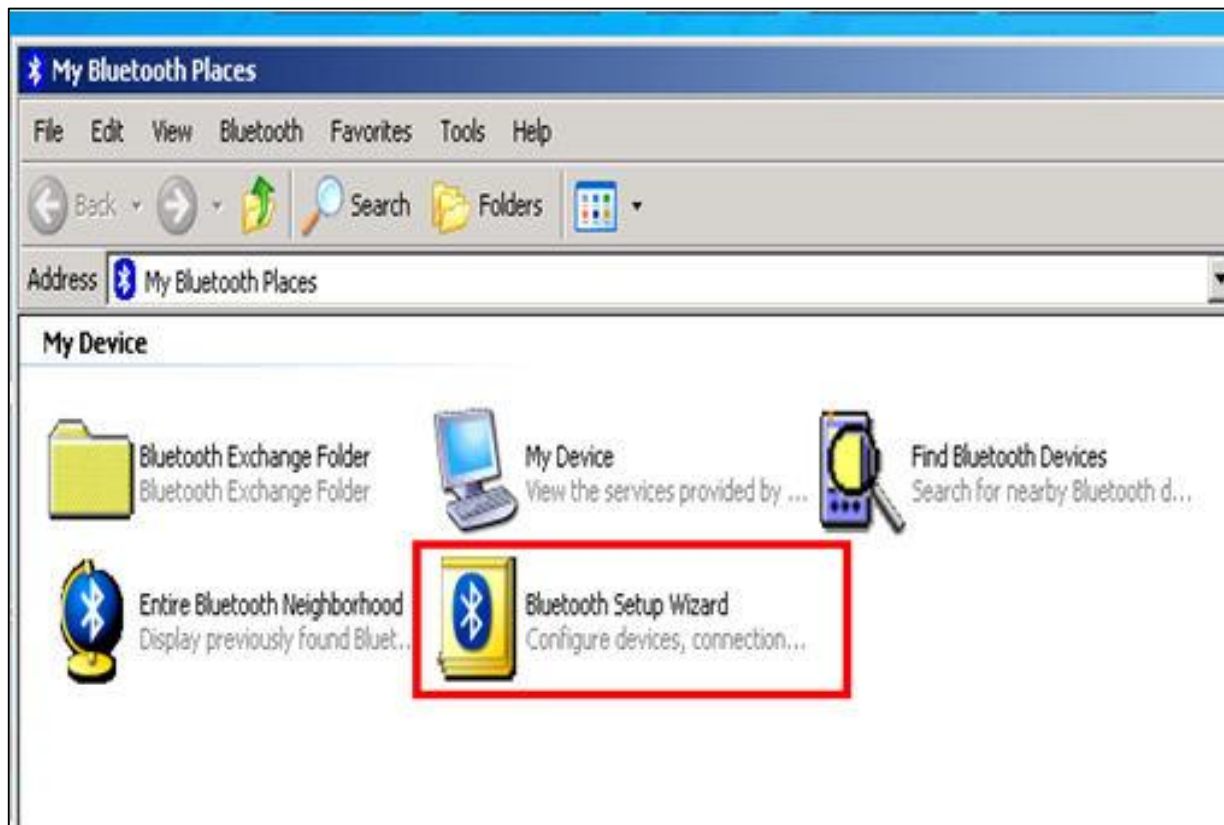 My Bluetooth Places
File Edit View Bluetooth Favorites Tools Help
Back Search Folders
Address My Bluetooth Places
My Device
Bluetooth Exchange Folder
Bluetooth Exchange Folder
My Device
View the services provided by ...
Find Bluetooth Devices
Search for nearby Bluetooth d...
Entire Bluetooth Neighborhood
Display previously found Bluet...
Bluetooth Setup Wizard
Configure devices, connection...